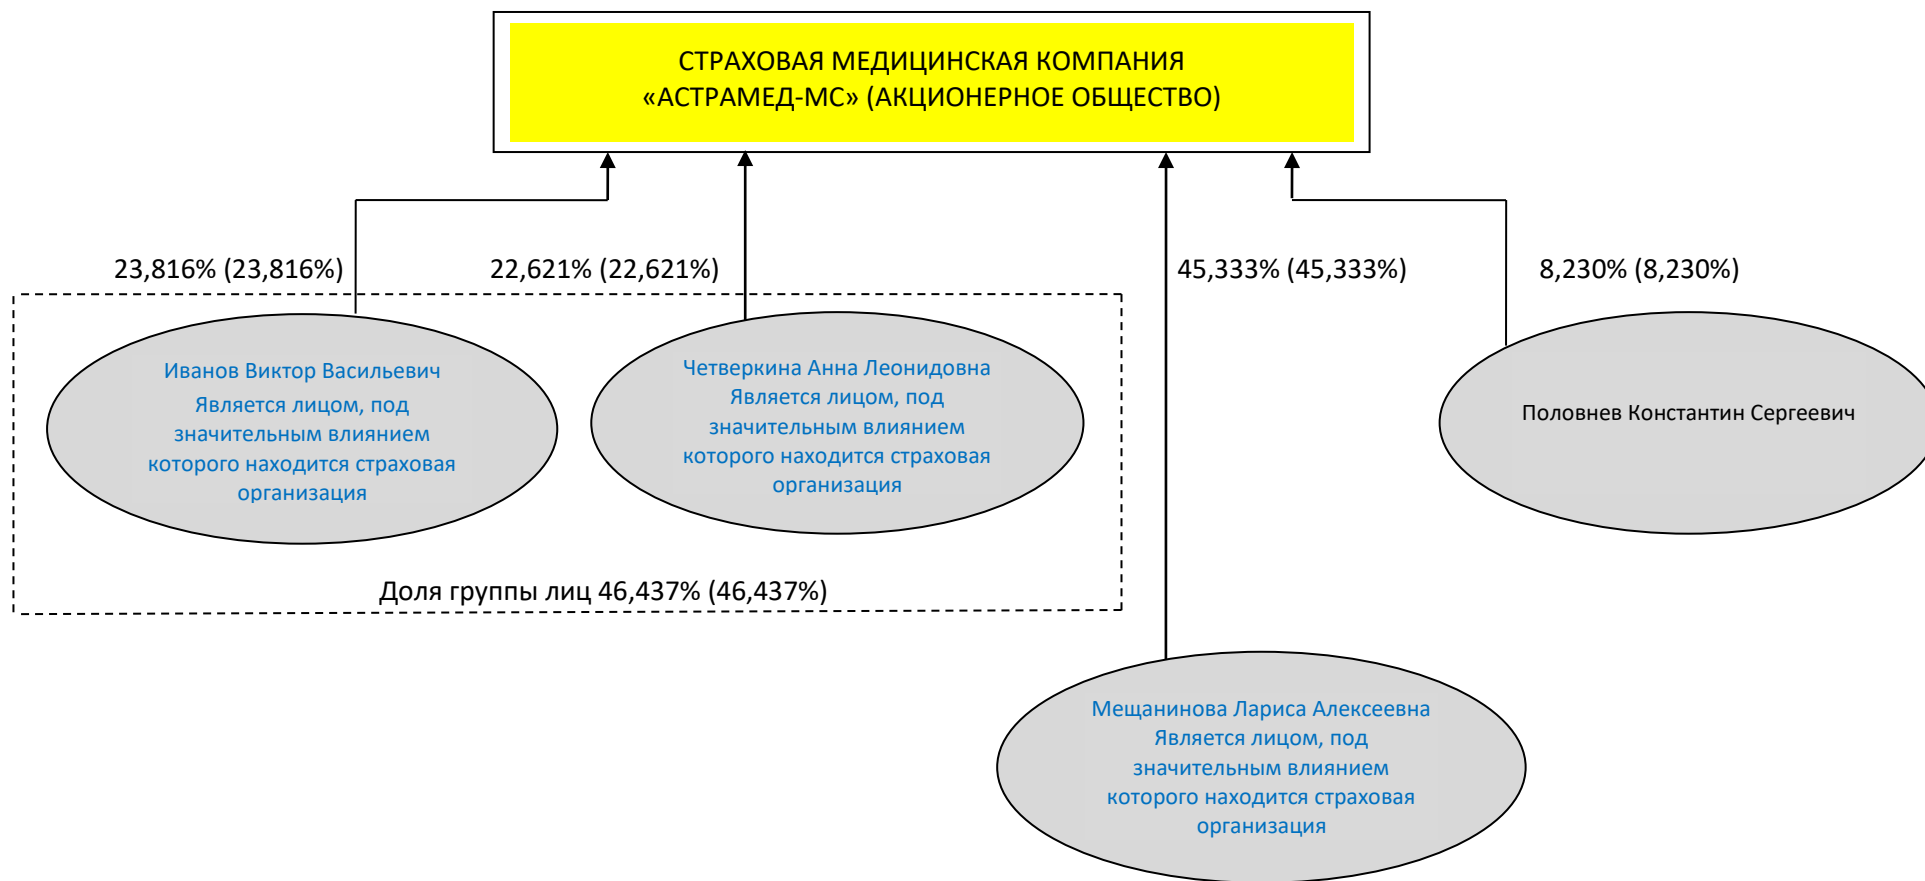 СТРАХОВАЯ МЕДИЦИНСКАЯ КОМПАНИЯ
«АСТРАМЕД-МС» (АКЦИОНЕРНОЕ ОБЩЕСТВО)
23,816% (23,816%)
22,621% (22,621%)
45,333% (45,333%)
8,230% (8,230%)
Иванов Виктор Васильевич
Является лицом, под
значительным влиянием
которого находится страховая
организация
Четверкина Анна Леонидовна
Является лицом, под
значительным влиянием
которого находится страховая
организация
Половнев Константин Сергеевич
Доля группы лиц 46,437% (46,437%)
Мещанинова Лариса Алексеевна
Является лицом, под
значительным влиянием
которого находится страховая
организация